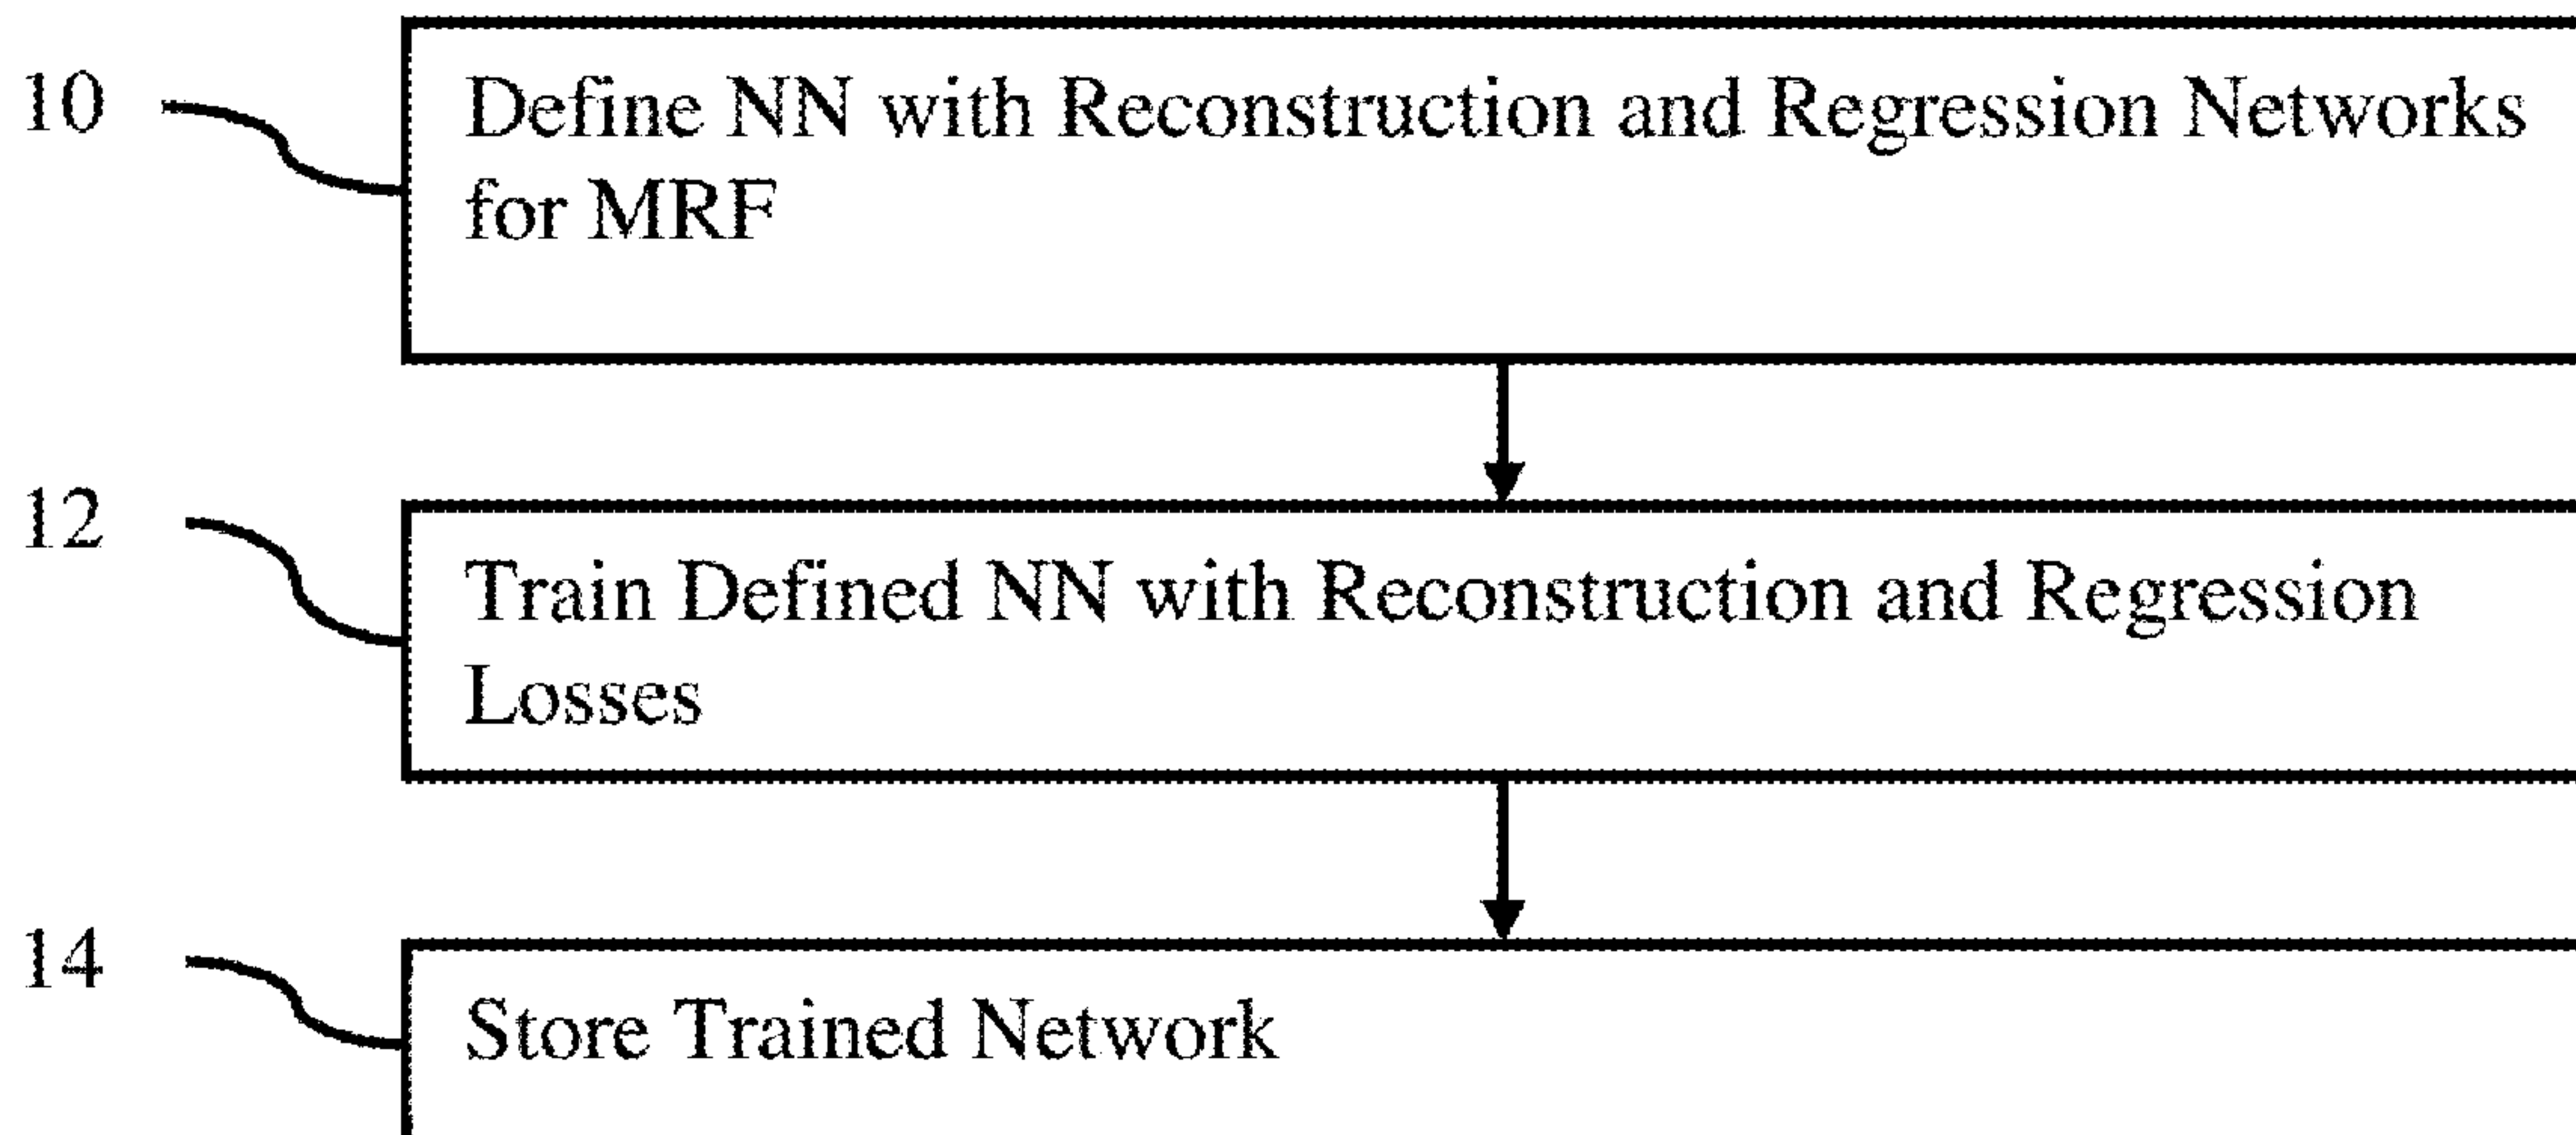 10
Define NN with Reconstruction and Regression Networks
for MRF
12
Train Defined NN with Reconstruction and Regression
Losses
14
Store Trained Network